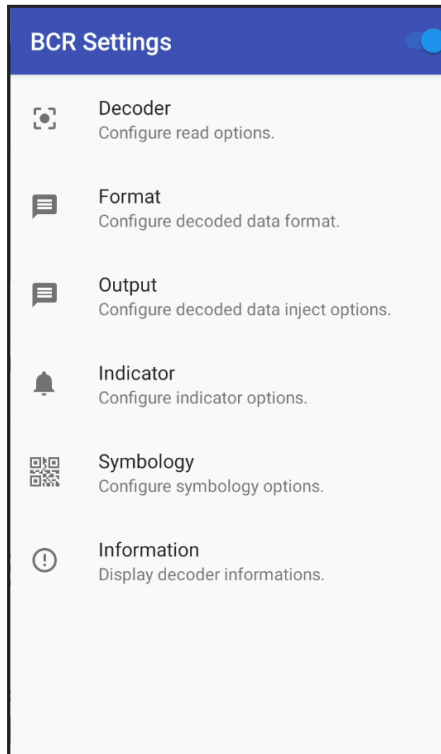 BCR Settings
Decoder
Configure read options.
Format
Configure decoded data format.
Output
Configure decoded data inject options.
Indicator
Configure indicator options.
Symbology
Configure symbology options.
Information
Display decoder informations.